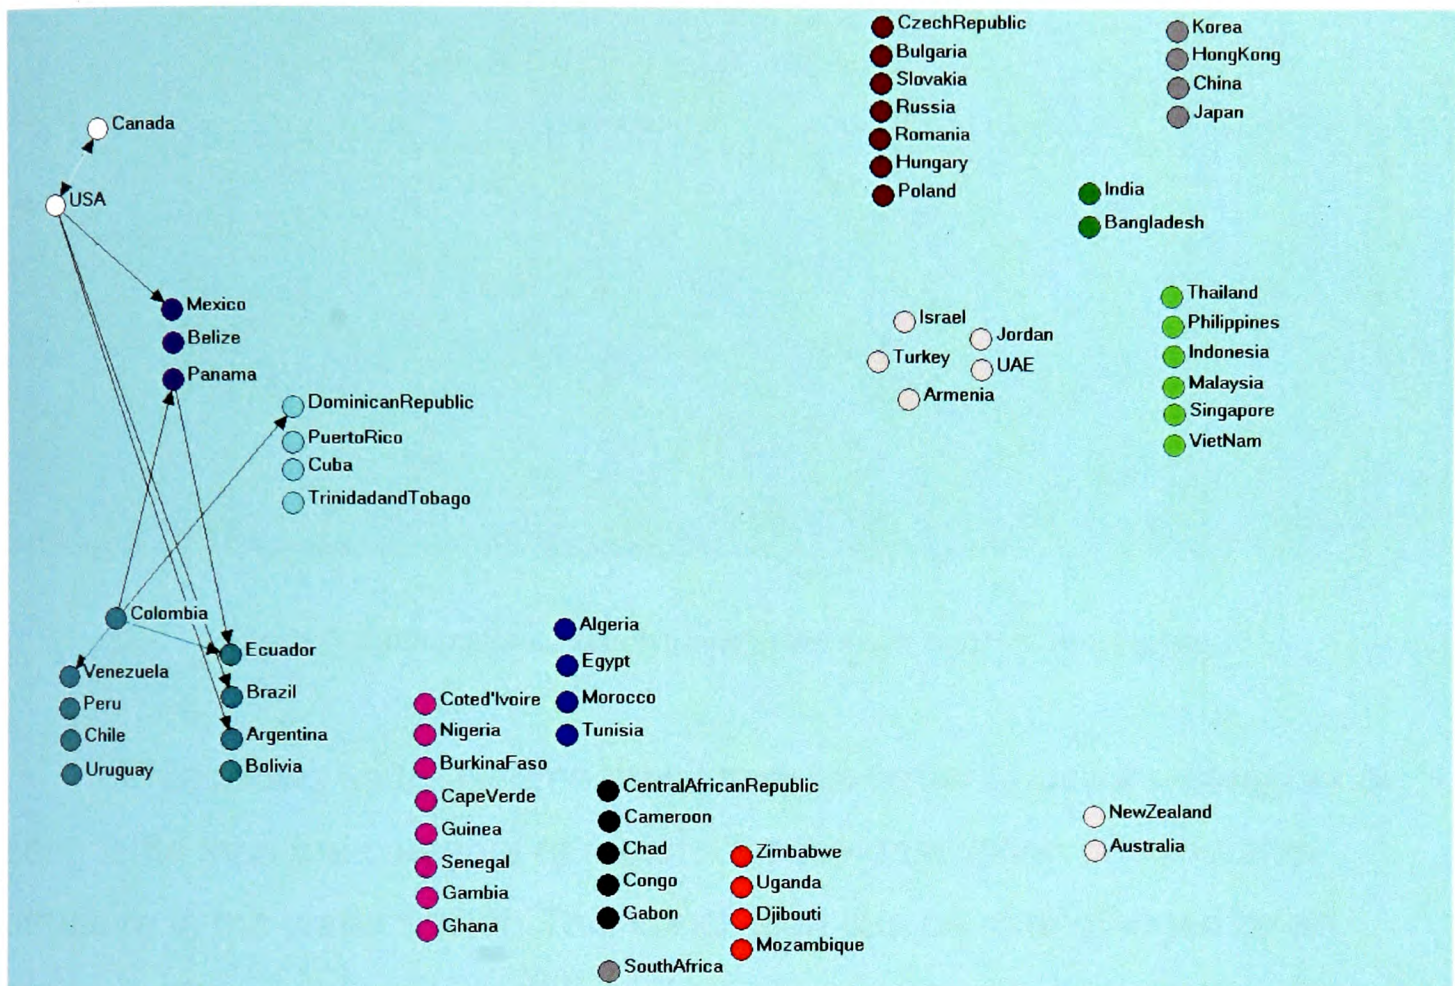 CzechRepublic
Bulgaria
Slovakia
Russia
Romania
Hungary
Poland
Korea
HongKong
China
Japan
Canada
USA
India
Bangladesh
Mexico
Belize
Panama
DominicanRepublic
PuertoRico
Cuba
TrinidadandTobago
Israel
Jordan
Turkey
UAE
Armenia
Thailand
Philippines
Indonesia
Malaysia
Singapore
VietNam
Colombia
Venezuela
Peru
Chile
Uruguay
Ecuador
Brazil
Argentina
Bolivia
Algeria
Egypt
Morocco
Tunisia
Coted'Ivoire
Nigeria
BurkinaFaso
CapeVerde
Guinea
Senegal
Gambia
Ghana
CentralAfricanRepublic
Cameroon
Chad
Congo
Gabon
SouthAfrica
Zimbabwe
Uganda
Djibouti
Mozambique
NewZealand
Australia